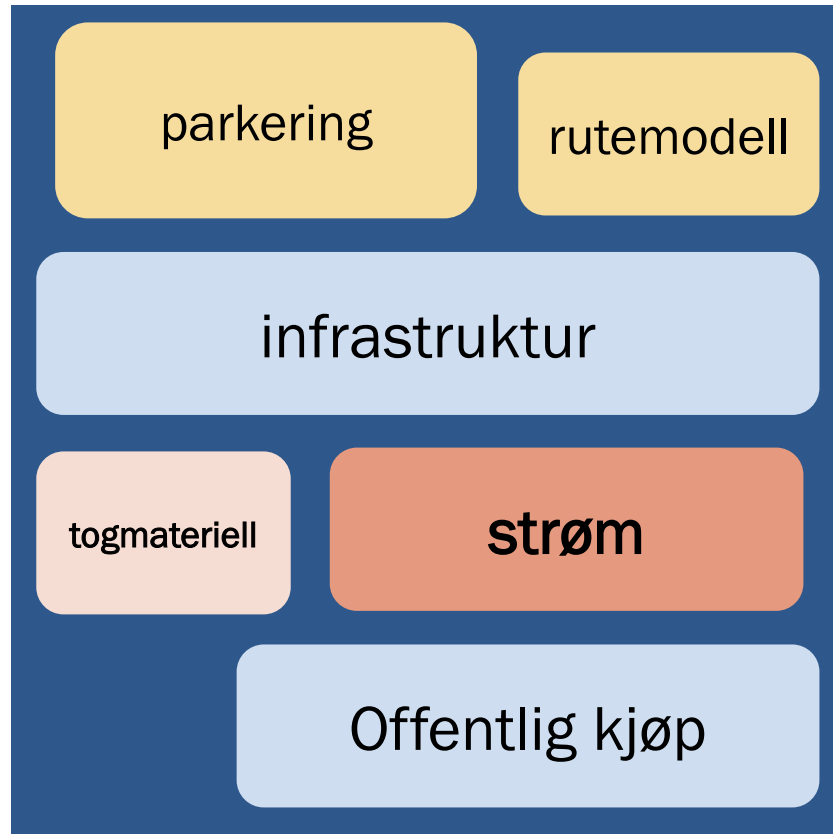 parkering
rutemodell
infrastruktur
togmateriell
strøm
Offentlig kjøp